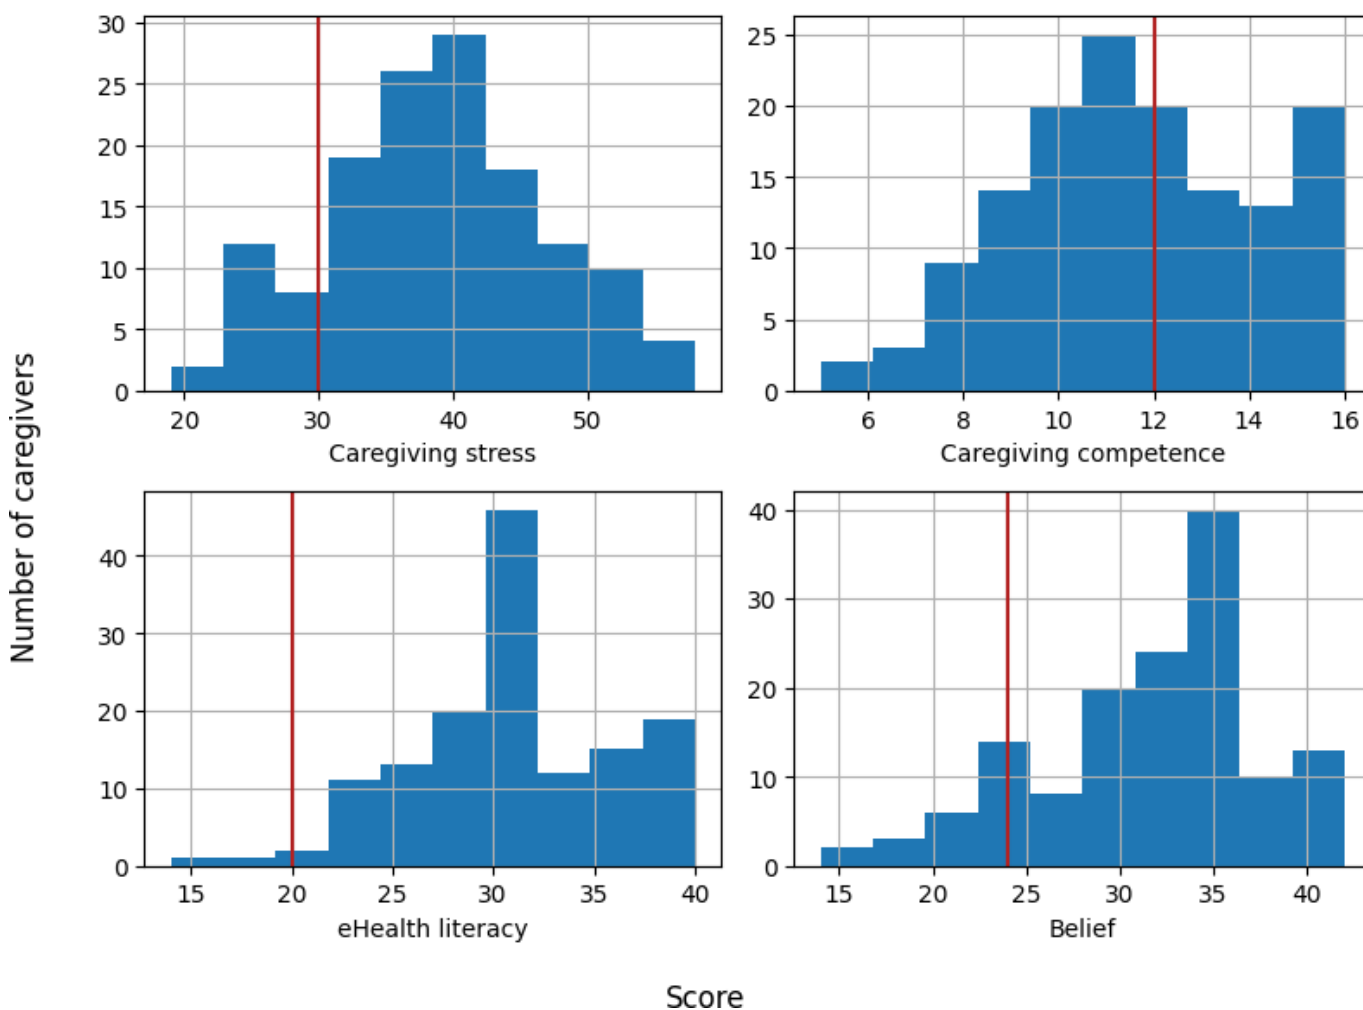 Number of caregivers
30
25
20
15
10
5
0
20 30 40 50
Caregiving stress
25
20
15
10
5
0
6 8 10 12 14 16
Caregiving competence
40
30
20
10
0
15 20 25 30 35 40
eHealth literacy
40
30
20
10
0
15 20 25 30 35 40
Belief
Score